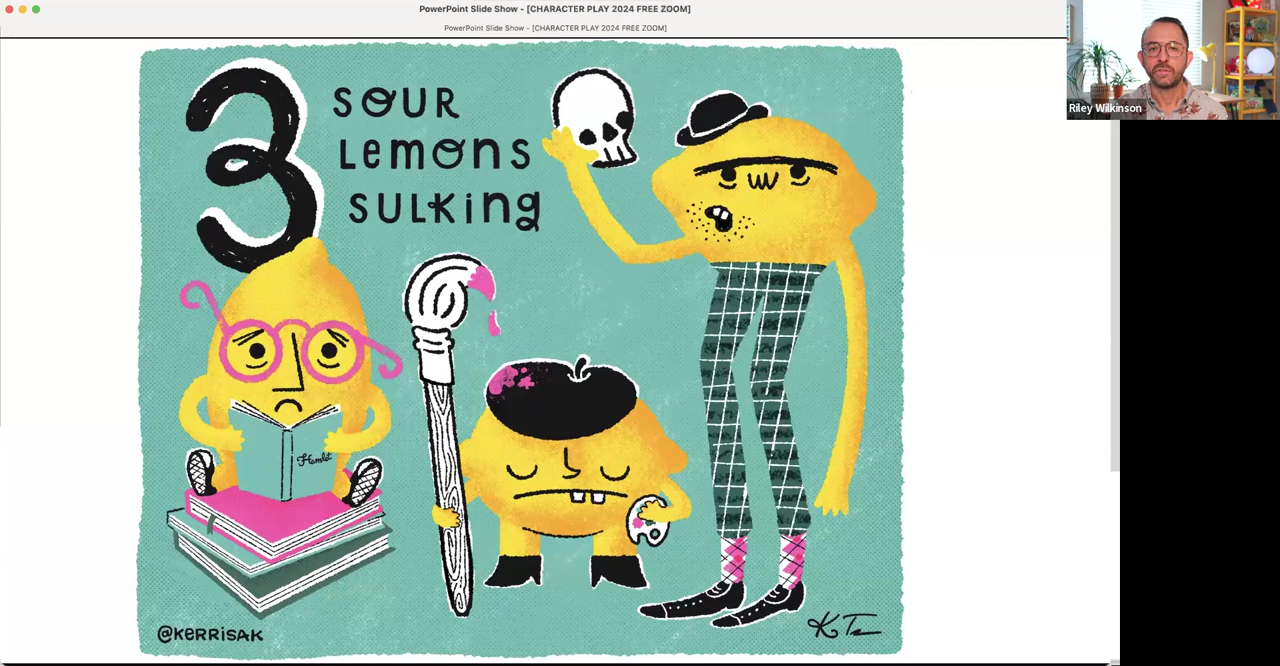 PowerPoint Slide Show - [CHARACTER PLAY 2024 FREE ZOOM]
PowerPoint Slide Show - [CHARACTER PLAY 2024 FREE ZOOM]
Riley Wilkinson
3 SOUR
LEMONS
SULKING
Hamlet
@KERRISAK